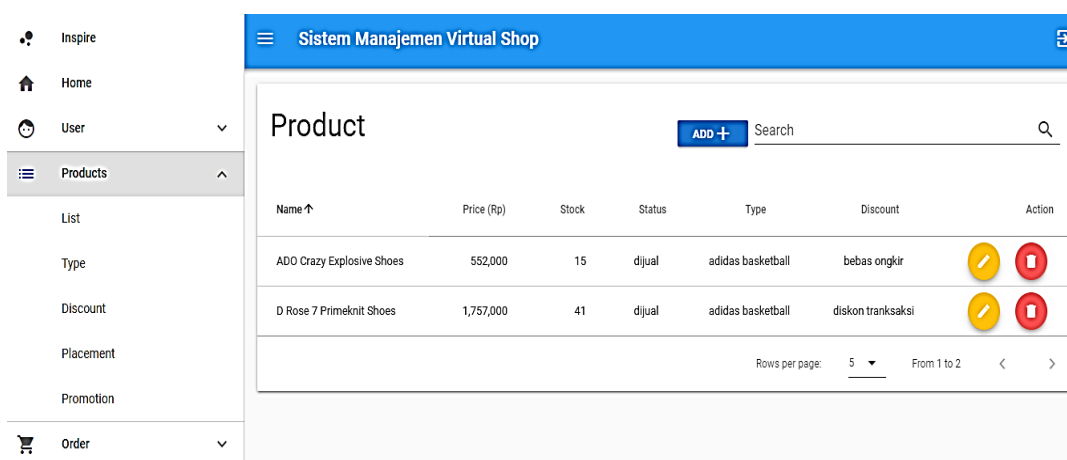 Inspire
Home
User
Products
List
Type
Discount
Placement
Promotion
Order
Sistem Manajemen Virtual Shop
Product
ADD
Search
Name Price (Rp) Stock Status Type Discount Action
ADO Crazy Explosive Shoes 552,000 15 dijual adidas basketball bebas ongkir
D Rose 7 Primeknit Shoes 1,757,000 41 dijual adidas basketball diskon tranksaksi
Rows per page: 5 From 1 to 2